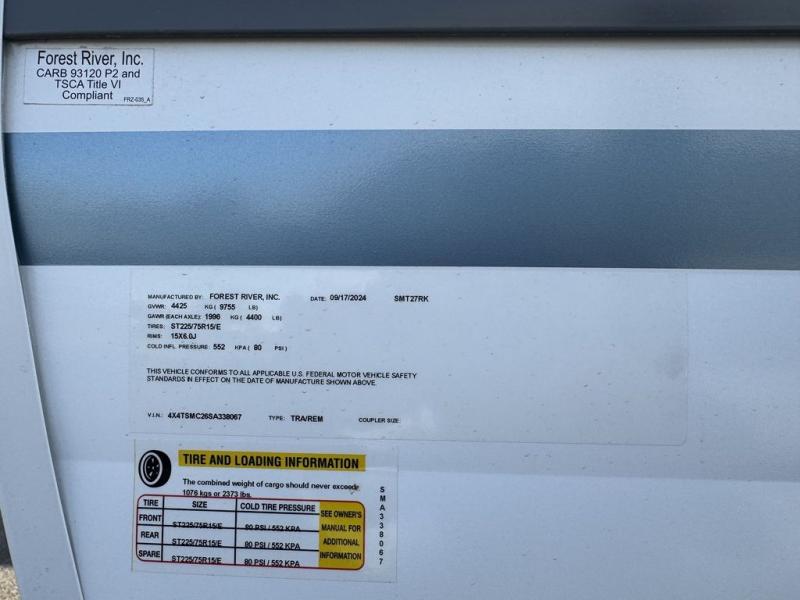 Forest River, Inc.
CARB 93120 P2 and
TSCA Title VI
Compliant
FRZ-035_A
MANUFACTURED BY: FOREST RIVER, INC. DATE: 09/17/2024 SMT27RK
GVWR: 4425 KG ( 9755 LB)
GAWR (EACH AXLE): 1996 KG ( 4400 LB)
TIRES: ST225/75R15/E
RIMS: 15X6.0J
COLD INFL. PRESSURE: 552 KPA ( 80 PSI )
THIS VEHICLE CONFORMS TO ALL APPLICABLE U.S. FEDERAL MOTOR VEHICLE SAFETY
STANDARDS IN EFFECT ON THE DATE OF MANUFACTURE SHOWN ABOVE.
V.I.N.: 4X4TSMC26SA338067 TYPE: TRA/REM COUPLER SIZE:
TIRE AND LOADING INFORMATION
The combined weight of cargo should never exceed:
1076 kgs or 2373 lbs.
TIRE SIZE COLD TIRE PRESSURE
FRONT ST225/75R15/E 80 PSI / 552 KPA
REAR ST225/75R15/E 80 PSI / 552 KPA
SPARE ST225/75R15/E 80 PSI / 552 KPA
SEE OWNER'S
MANUAL FOR
ADDITIONAL
INFORMATION
SMA338067